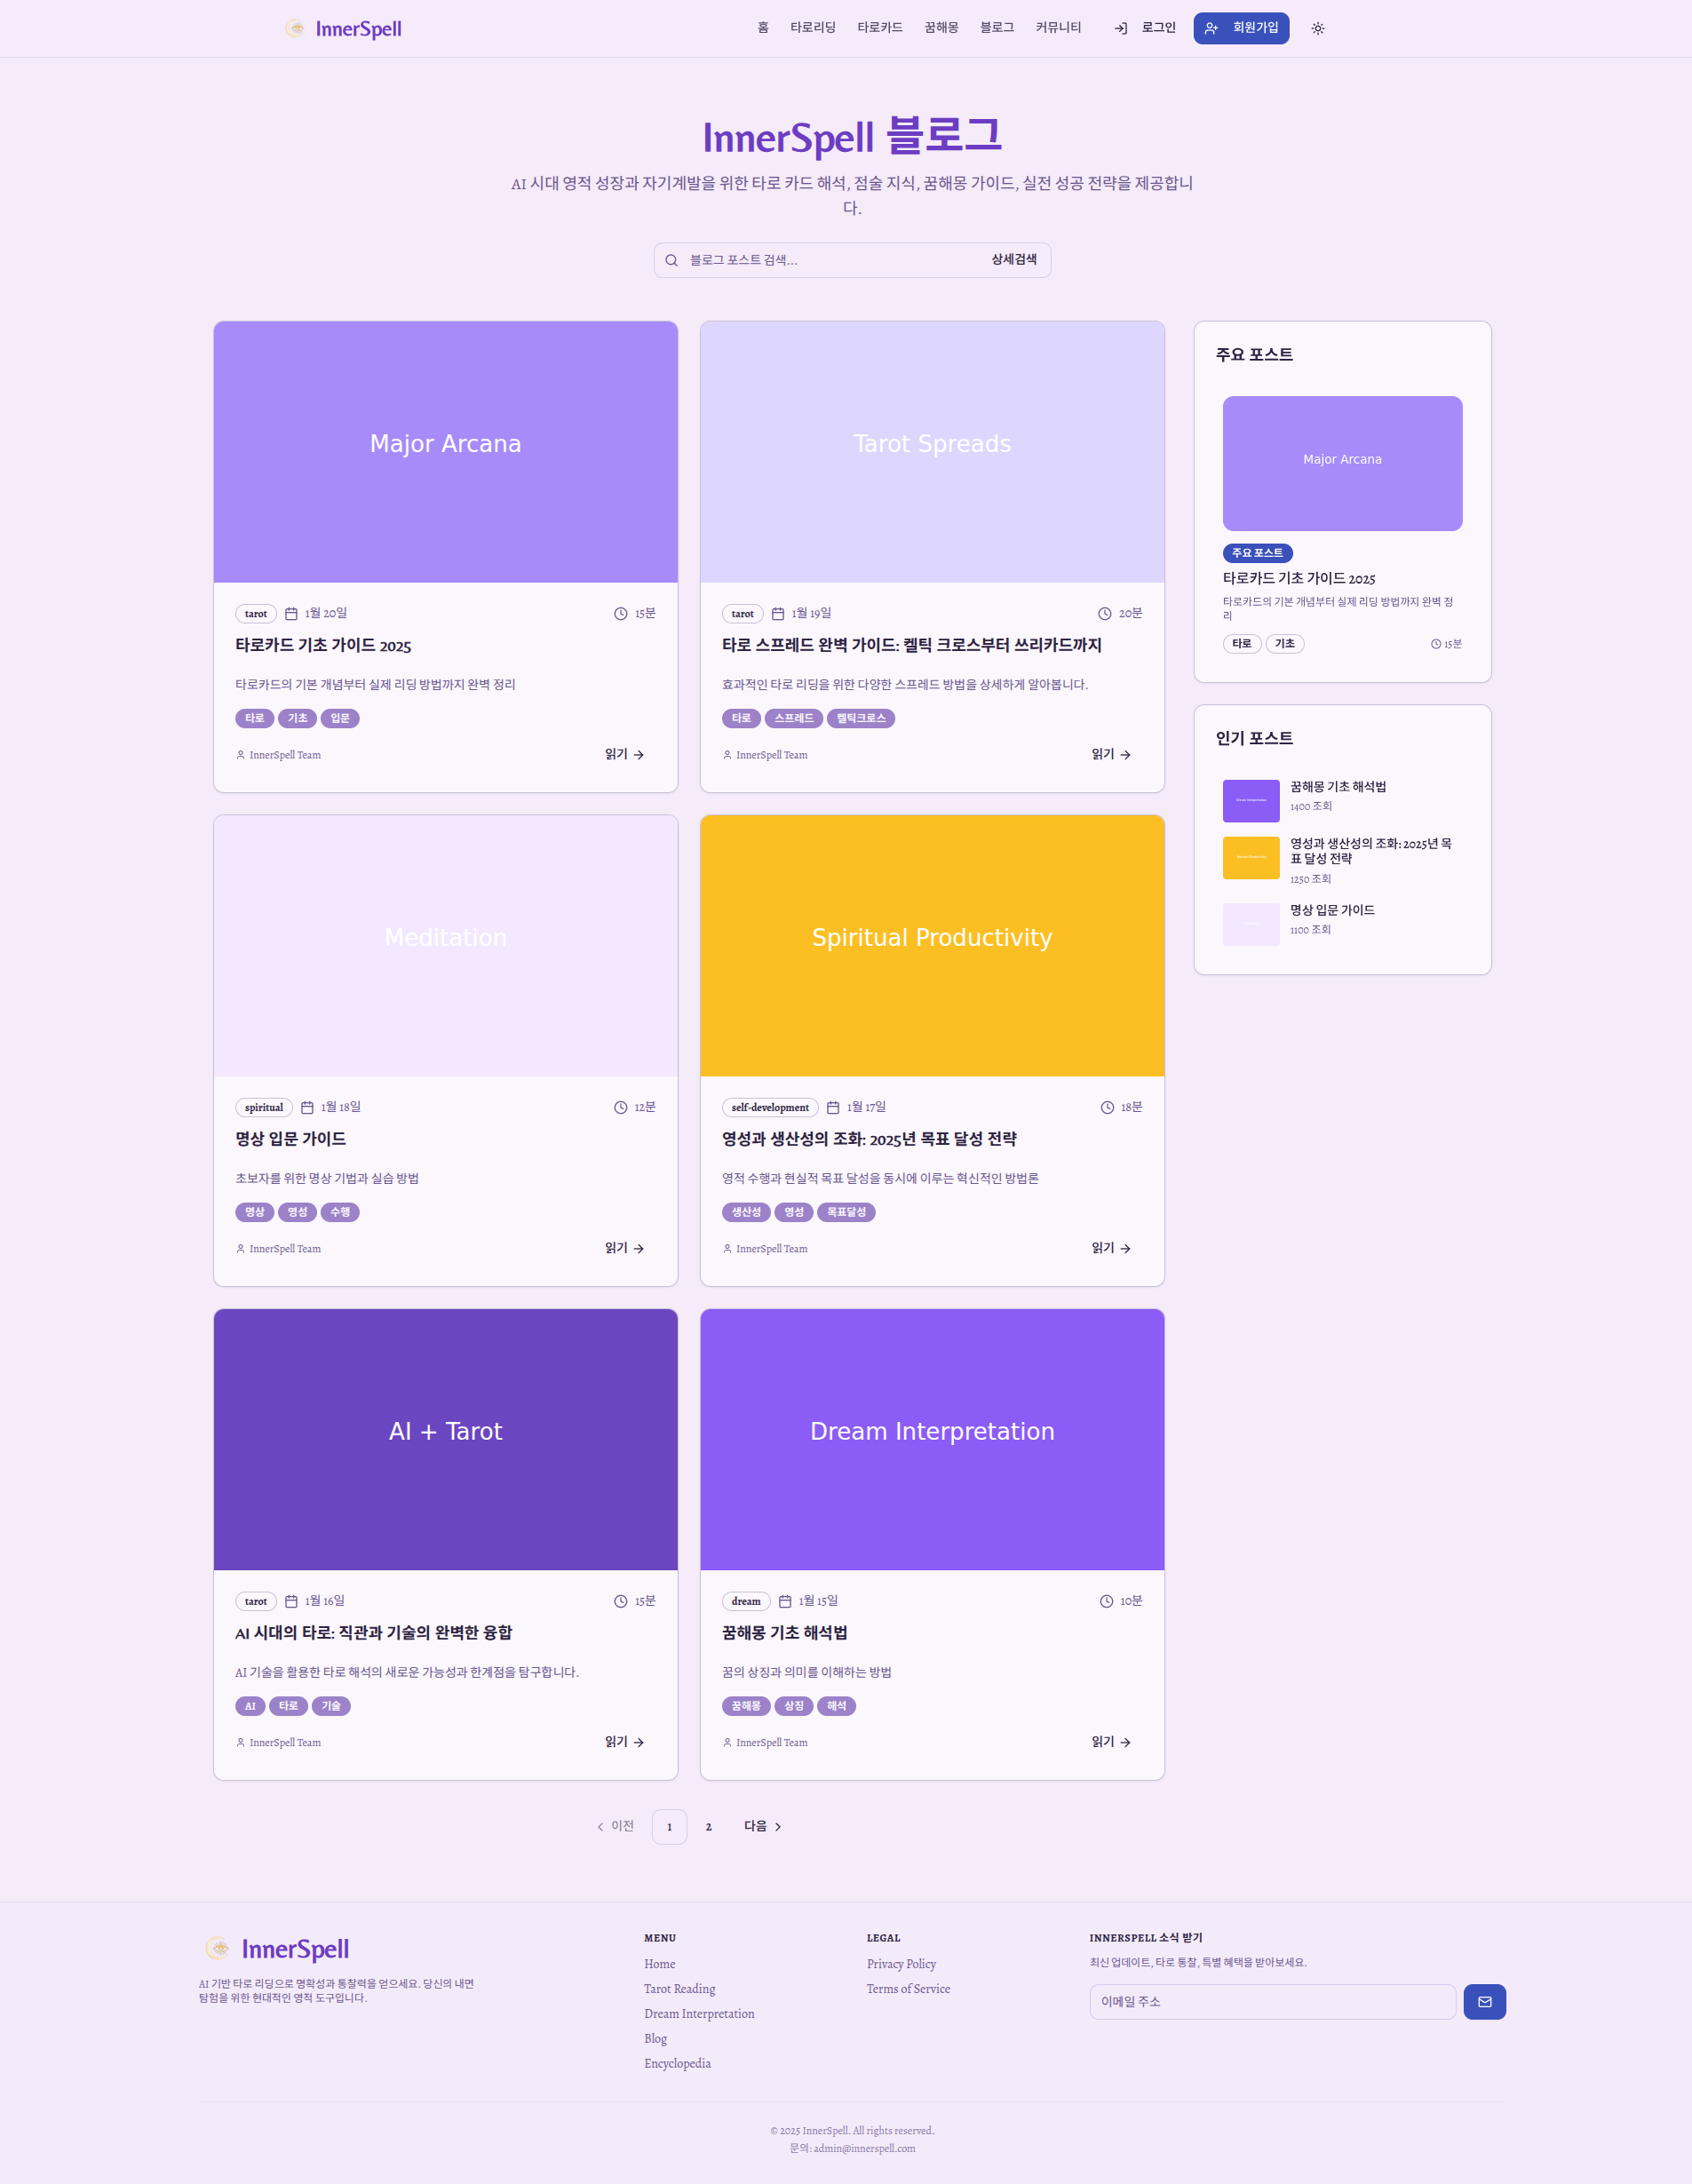 InnerSpell
홈 타로리딩 타로카드 꿈해몽 블로그 커뮤니티 로그인 회원가입
InnerSpell 블로그
AI 시대 영적 성장과 자기계발을 위한 타로 카드 해석, 점술 지식, 꿈해몽 가이드, 실전 성공 전략을 제공합니
다.
블로그 포스트 검색... 상세검색
Major Arcana
tarot 1월 20일 15분
타로카드 기초 가이드 2025
타로카드의 기본 개념부터 실제 리딩 방법까지 완벽 정리
타로 기초 입문
InnerSpell Team 읽기
Tarot Spreads
tarot 1월 19일 20분
타로 스프레드 완벽 가이드: 켈틱 크로스부터 쓰리카드까지
효과적인 타로 리딩을 위한 다양한 스프레드 방법을 상세하게 알아봅니다.
타로 스프레드 켈틱크로스
InnerSpell Team 읽기
Meditation
spiritual 1월 18일 12분
명상 입문 가이드
초보자를 위한 명상 기법과 실습 방법
명상 영성 수행
InnerSpell Team 읽기
Spiritual Productivity
self-development 1월 17일 18분
영성과 생산성의 조화: 2025년 목표 달성 전략
영적 수행과 현실적 목표 달성을 동시에 이루는 혁신적인 방법론
생산성 영성 목표달성
InnerSpell Team 읽기
AI + Tarot
tarot 1월 16일 15분
AI 시대의 타로: 직관과 기술의 완벽한 융합
AI 기술을 활용한 타로 해석의 새로운 가능성과 한계점을 탐구합니다.
AI 타로 기술
InnerSpell Team 읽기
Dream Interpretation
dream 1월 15일 10분
꿈해몽 기초 해석법
꿈의 상징과 의미를 이해하는 방법
꿈해몽 상징 해석
InnerSpell Team 읽기
이전 1 2 다음
주요 포스트
Major Arcana
주요 포스트
타로카드 기초 가이드 2025
타로카드의 기본 개념부터 실제 리딩 방법까지 완벽 정
리
타로 기초 15분
인기 포스트
꿈해몽 기초 해석법
1400 조회
영성과 생산성의 조화: 2025년 목
표 달성 전략
1250 조회
명상 입문 가이드
1100 조회
InnerSpell
AI 기반 타로 리딩으로 명확성과 통찰력을 얻으세요. 당신의 내면
탐험을 위한 현대적인 영적 도구입니다.
MENU
Home
Tarot Reading
Dream Interpretation
Blog
Encyclopedia
LEGAL
Privacy Policy
Terms of Service
INNERSPELL 소식 받기
최신 업데이트, 타로 통찰, 특별 혜택을 받아보세요.
이메일 주소
© 2025 InnerSpell. All rights reserved.
문의: admin@innerspell.com